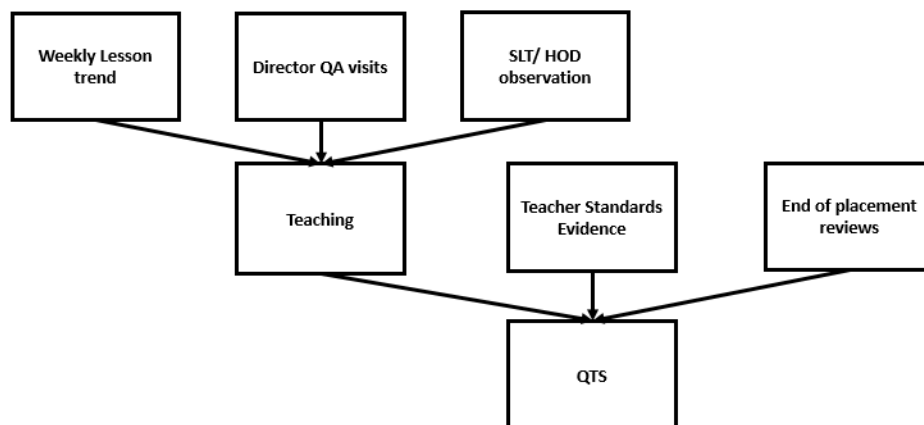 Weekly Lesson
trend
Director QA visits
SLT/ HOD
observation
Teaching
Teacher Standards
Evidence
End of placement
reviews
QTS